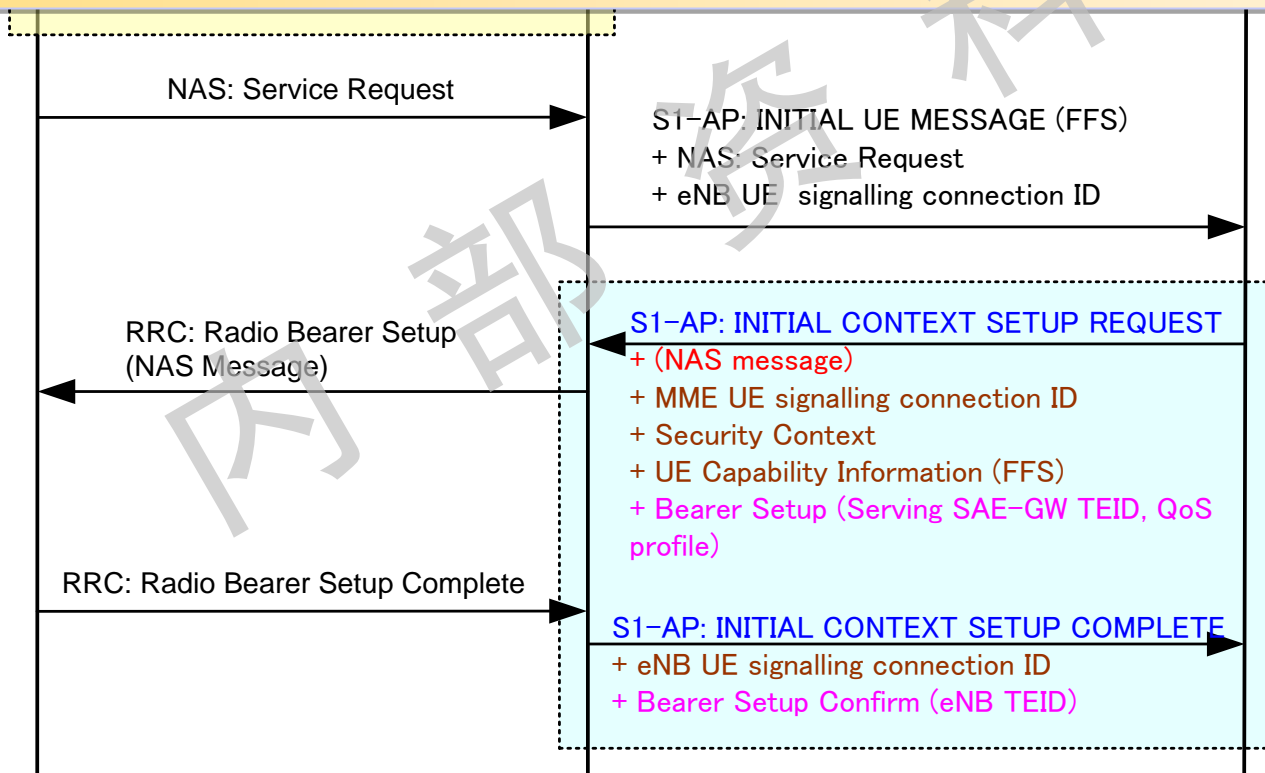 NAS: Service Request
S1-AP: INITIAL UE MESSAGE (FFS)
+ NAS: Service Request
+ eNB UE signalling connection ID
RRC: Radio Bearer Setup
(NAS Message)
S1-AP: INITIAL CONTEXT SETUP REQUEST
+ (NAS message)
+ MME UE signalling connection ID
+ Security Context
+ UE Capability Information (FFS)
+ Bearer Setup (Serving SAE-GW TEID, QoS
profile)
RRC: Radio Bearer Setup Complete
S1-AP: INITIAL CONTEXT SETUP COMPLETE
+ eNB UE signalling connection ID
+ Bearer Setup Confirm (eNB TEID)
内部资料